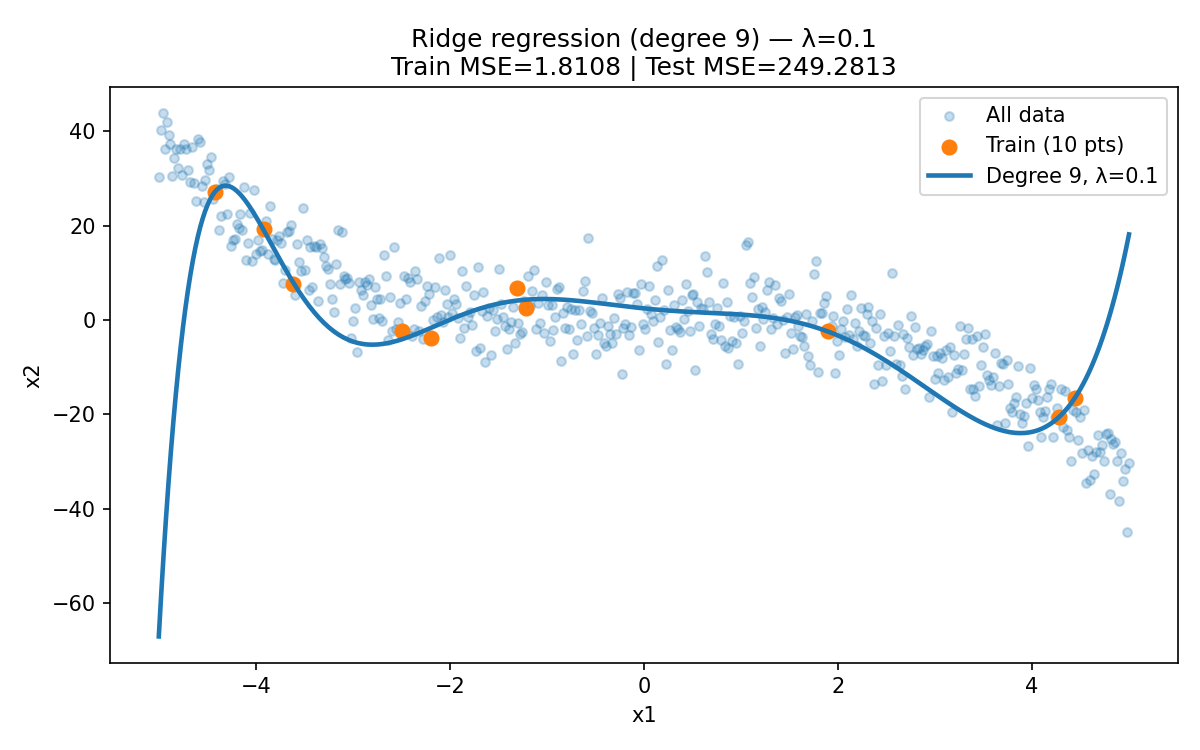 Ridge regression (degree 9) — λ=0.1
Train MSE=1.8108 | Test MSE=249.2813
All data
Train (10 pts)
Degree 9, λ=0.1
x2
40
20
0
−20
−40
−60
−4
−2
0
2
4
x1